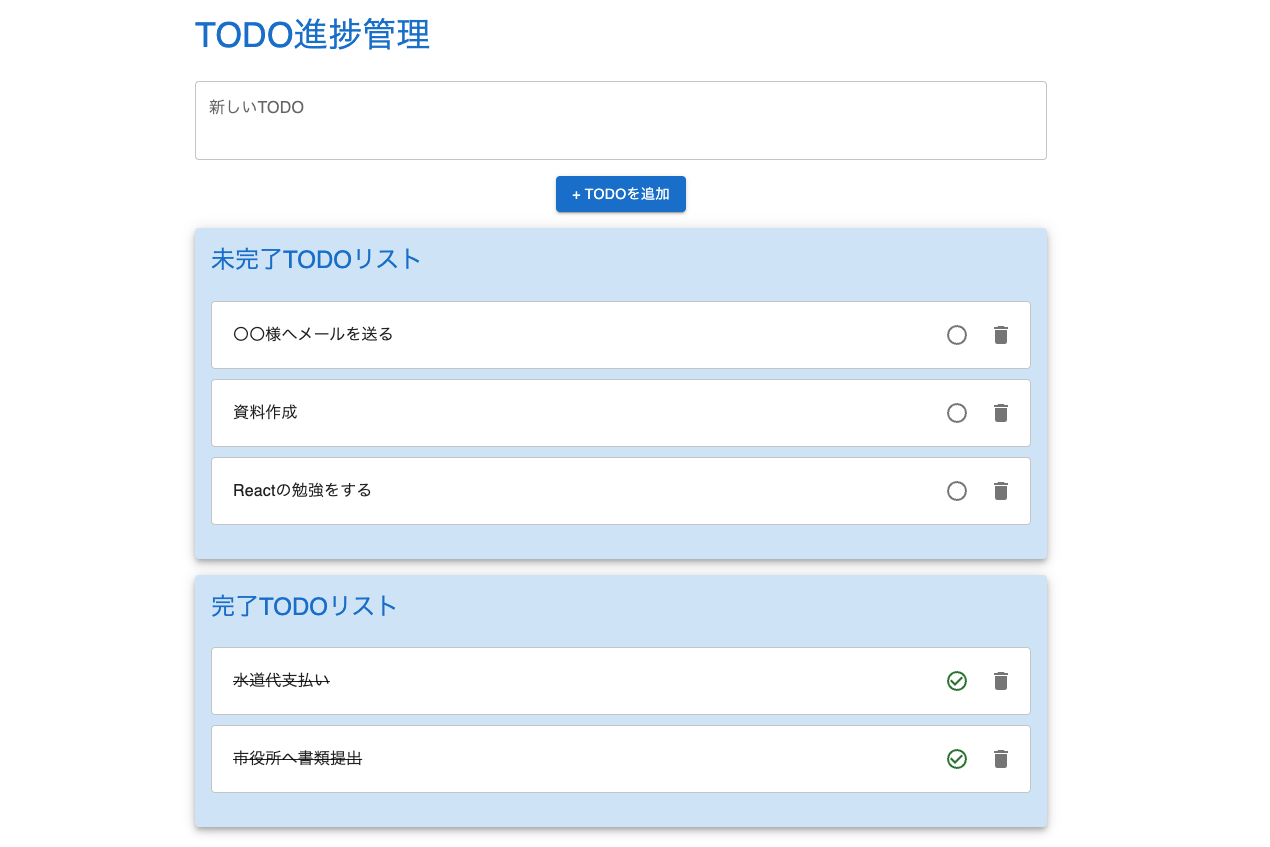 TODO進捗管理
新しいTODO
+ TODOを追加
未完了TODOリスト
〇〇様へメールを送る
資料作成
Reactの勉強をする
完了TODOリスト
水道代支払い
市役所へ書類提出